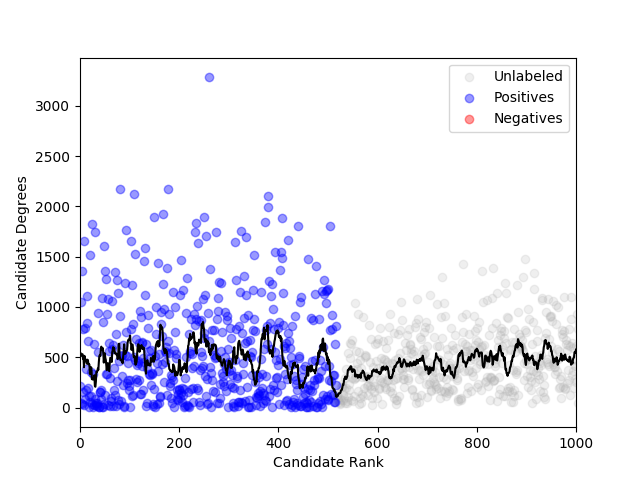 Unlabeled
Positives
Negatives
Candidate Degrees
3000
2500
2000
1500
1000
500
0
0 200 400 600 800 1000
Candidate Rank